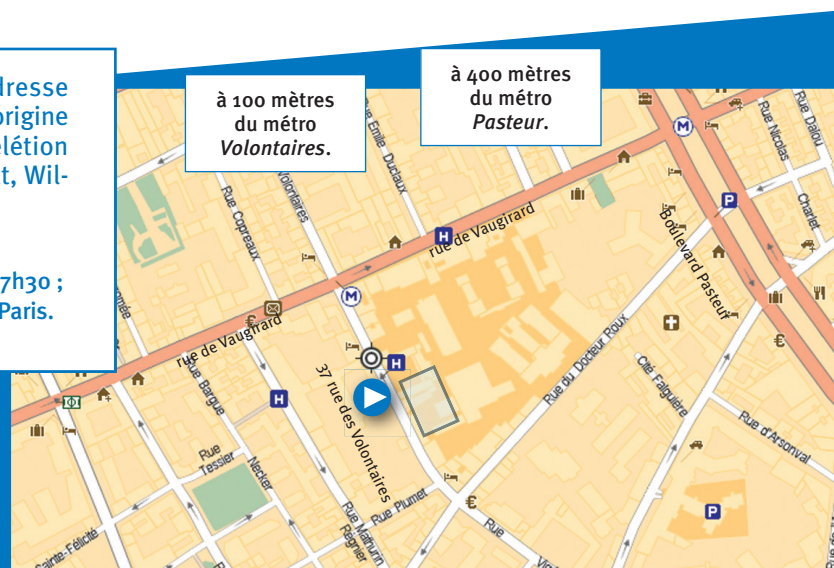 dresse
origine
élétion
t, Wil-
7h30 ;
Paris.
à 100 mètres
du métro
Volontaires.
à 400 mètres
du métro
Pasteur.
Rue Emile Duclaux
Volontaires
Rue Copreaux
rue de Vaugirard
M
H
P
Rue Nicolas
Charlet
Rue Dalou
Boulevard Pasteur
M
rue de Vaugirard
€
H
37 rue des Volontaires
Rue du Docteur Roux
Cité Falguière
€
Rue d'Arsonval
Rue Bargue
H
Rue
Tessier
Necker
Rue Plumet
Rue Mathurin
Régnier
€
Rue
P
Sainte-Félicité